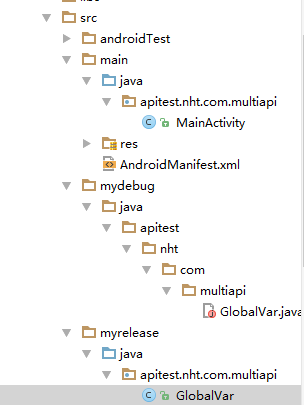 src
androidTest
main
java
apitest.nht.com.multiapi
MainActivity
res
AndroidManifest.xml
mydebug
java
apitest
nht
com
multiapi
GlobalVar.java
myrelease
java
apitest.nht.com.multiapi
GlobalVar